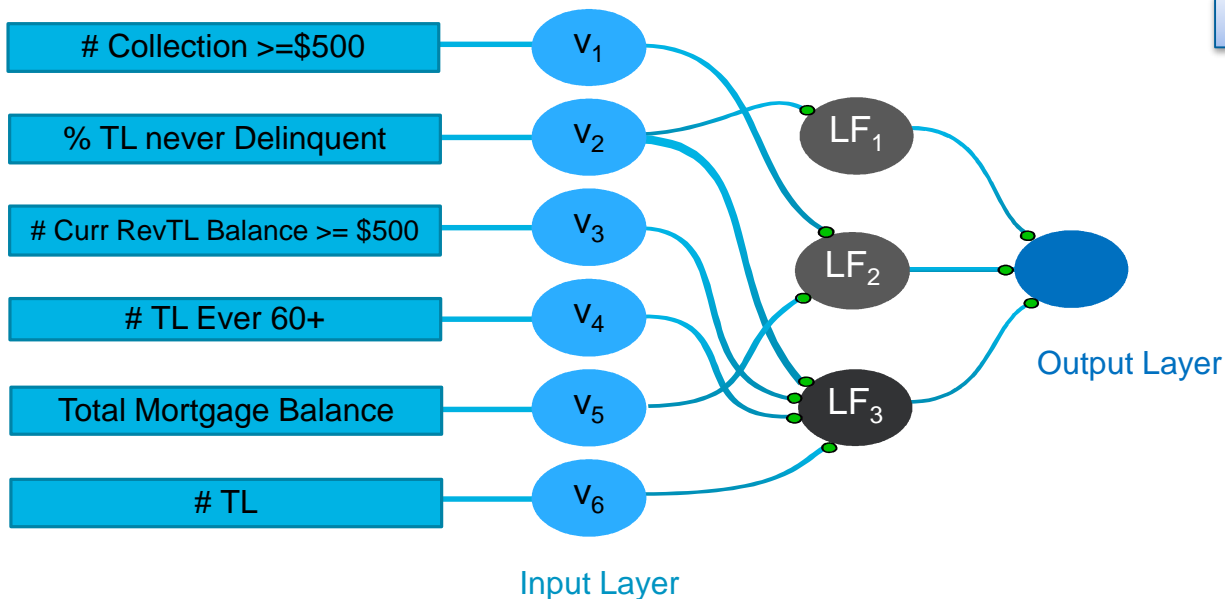 # Collection >=$500
v1
% TL never Delinquent
v2
LF1
# Curr RevTL Balance >= $500
v3
LF2
# TL Ever 60+
v4
Output Layer
Total Mortgage Balance
v5
LF3
# TL
v6
Input Layer